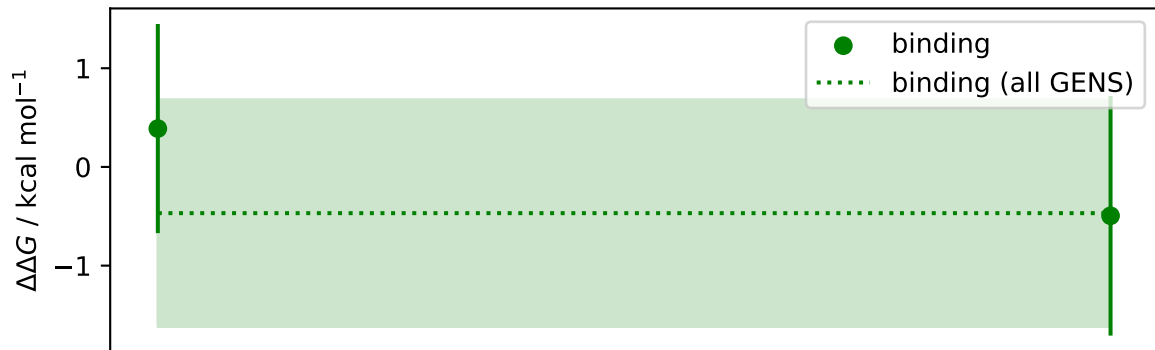 ΔΔG / kcal mol⁻¹
1
0
−1
binding
binding (all GENS)